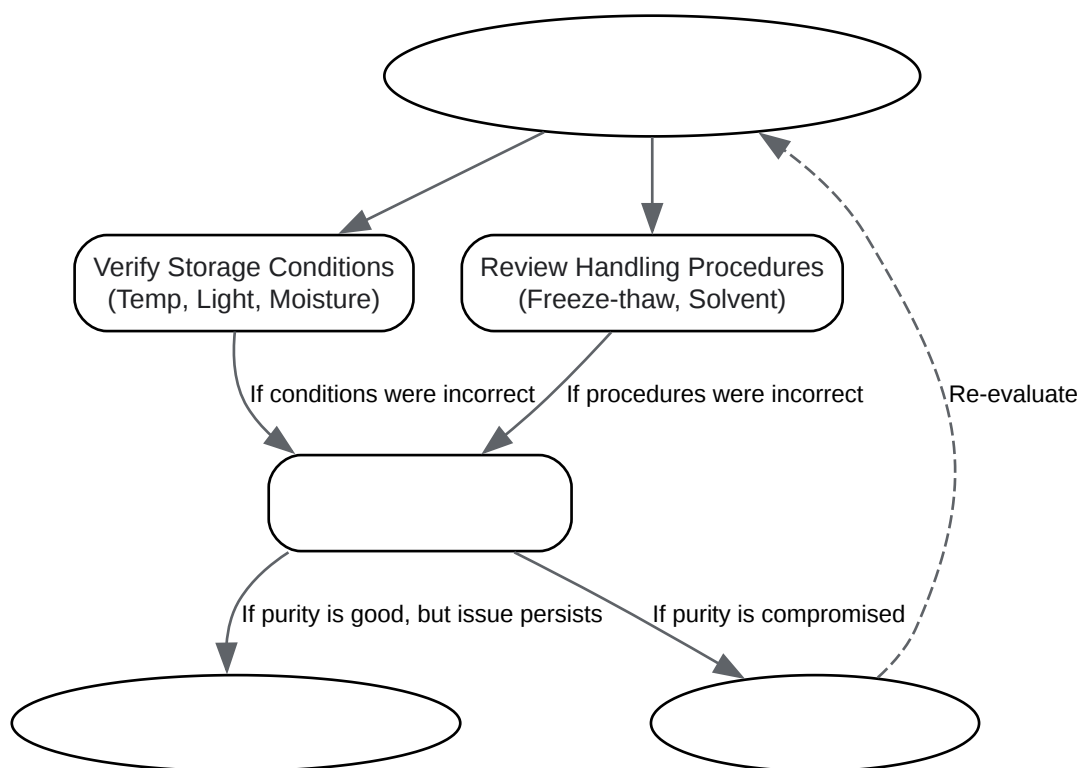 Verify Storage Conditions
(Temp, Light, Moisture)
Review Handling Procedures
(Freeze-thaw, Solvent)
If conditions were incorrect
If procedures were incorrect
Re-evaluate
If purity is good, but issue persists
If purity is compromised